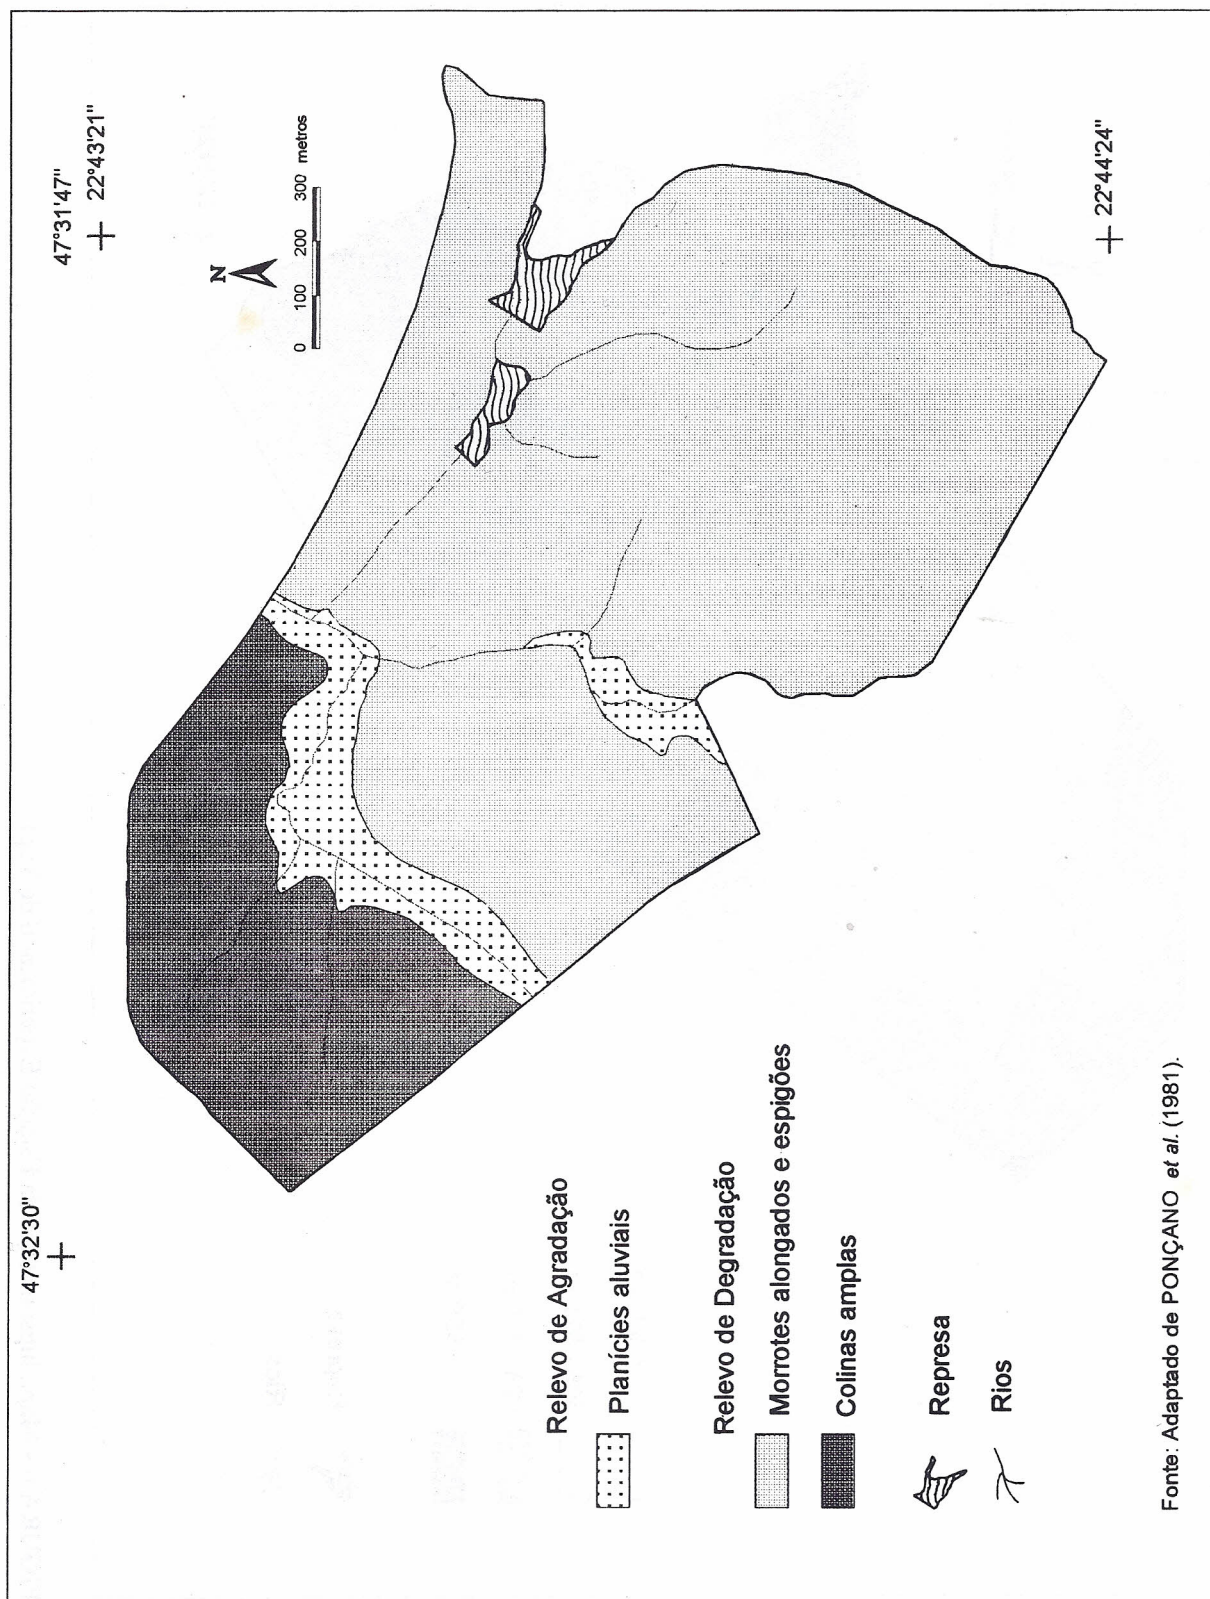 47°32'30"
47°31'47"
22°43'21"
N
0 100 200 300 metros
22°44'24"
Relevo de Agradação
Planícies aluviais
Relevo de Degradação
Morrotes alongados e espigões
Colinas amplas
Represa
Rios
Fonte: Adaptado de PONÇANO et al. (1981).